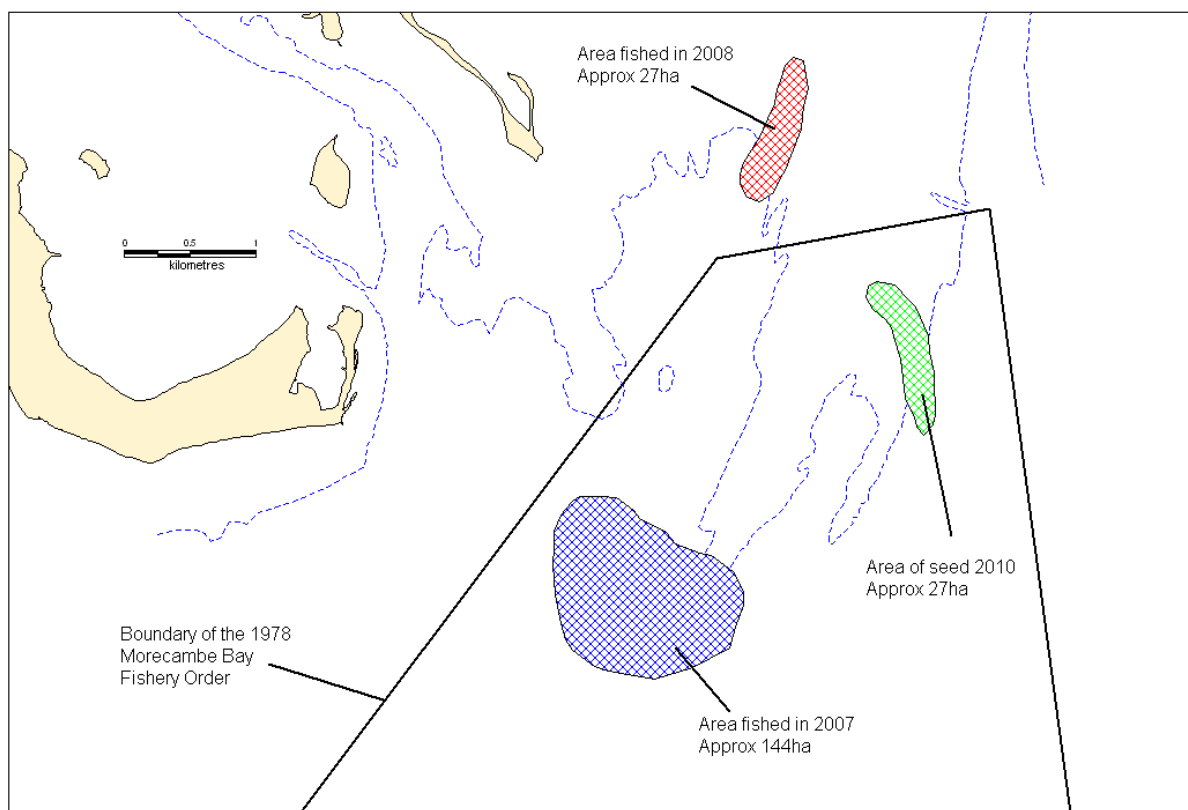 Area fished in 2008
Approx 27ha
0 0.5 1
kilometres
Area of seed 2010
Approx 27ha
Boundary of the 1978
Morecambe Bay
Fishery Order
Area fished in 2007
Approx 144ha